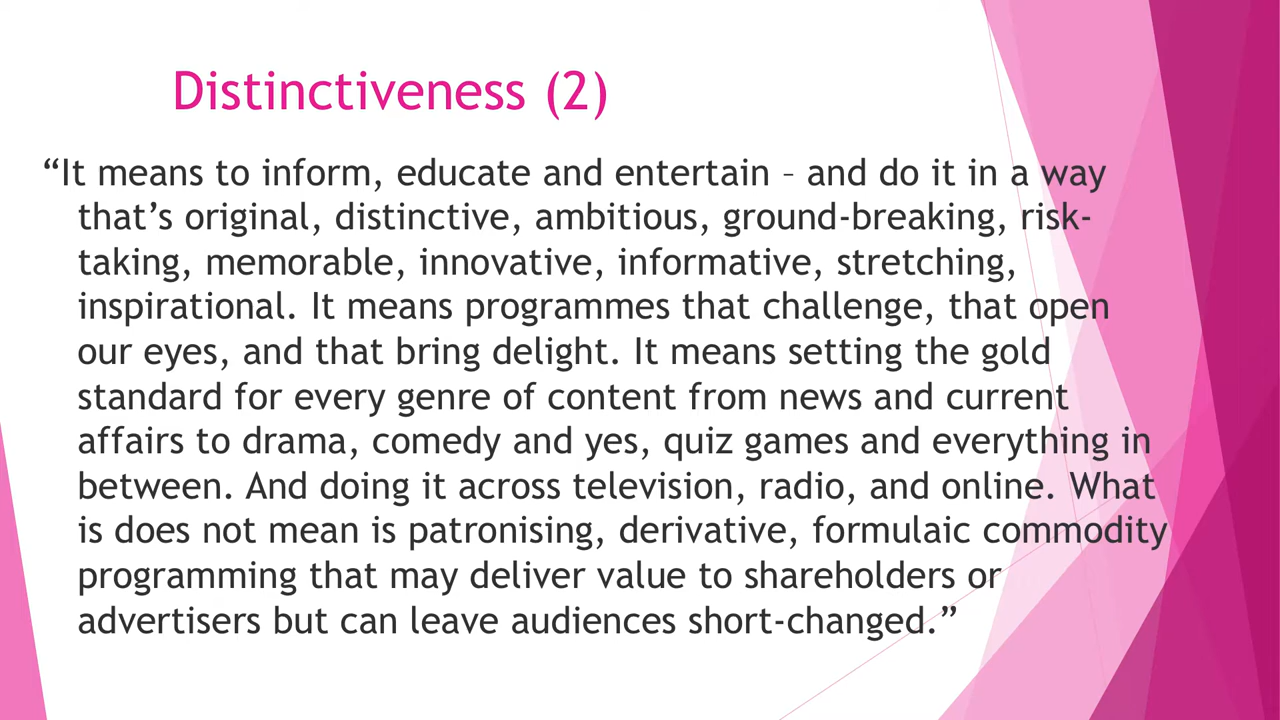 Distinctiveness (2)
“It means to inform, educate and entertain – and do it in a way
that’s original, distinctive, ambitious, ground-breaking, risk-
taking, memorable, innovative, informative, stretching,
inspirational. It means programmes that challenge, that open
our eyes, and that bring delight. It means setting the gold
standard for every genre of content from news and current
affairs to drama, comedy and yes, quiz games and everything in
between. And doing it across television, radio, and online. What
is does not mean is patronising, derivative, formulaic commodity
programming that may deliver value to shareholders or
advertisers but can leave audiences short-changed.”